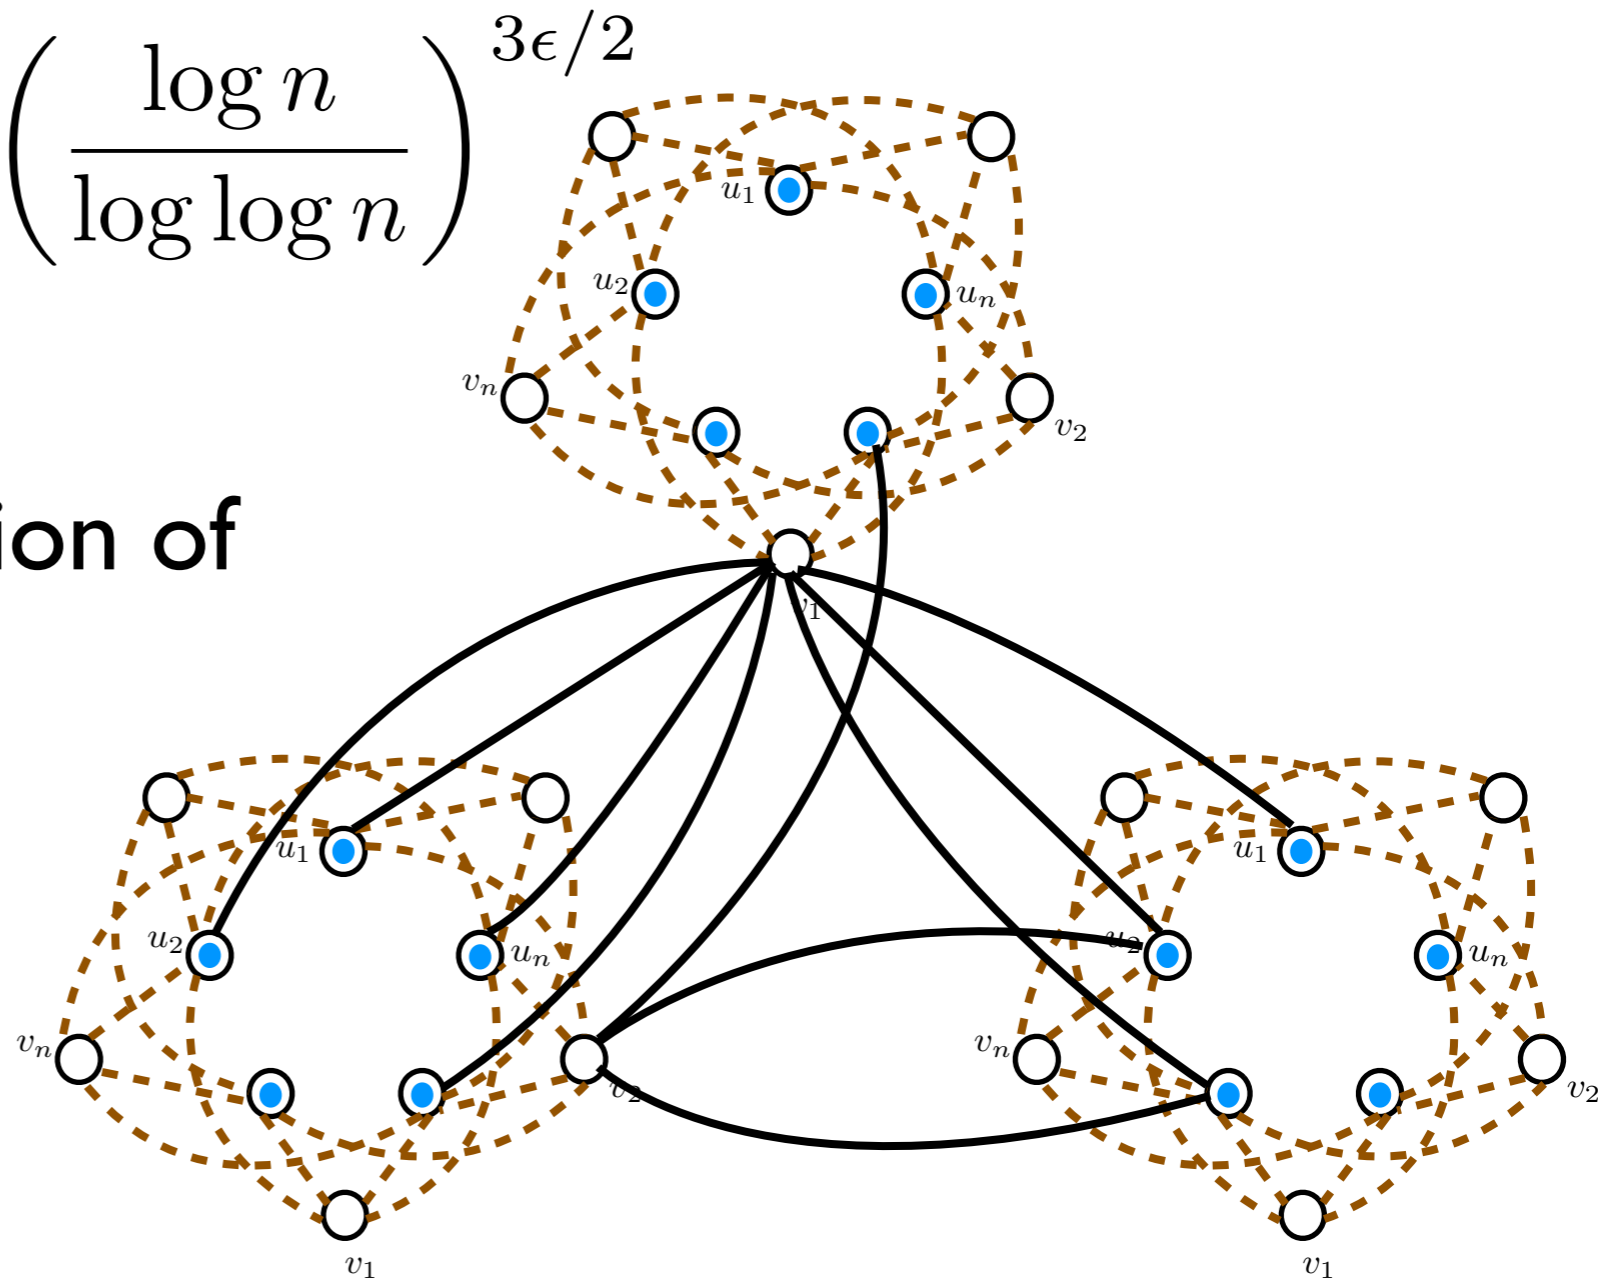 ( log n / log log n )^{3ϵ/2}
u₁
u₂
uₙ
vₙ
v₂
ion of
v₁
u₁
u₂
uₙ
vₙ
v₂
v₁
u₁
u₂
uₙ
vₙ
v₂
v₁